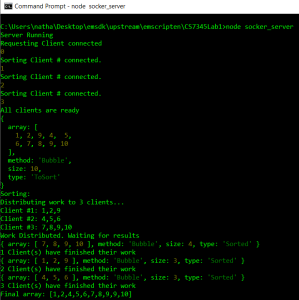 Command Prompt - node socker_server
C:\Users\natha\Desktop\emsdk\upstream\emscripten\CS734SLab1>node socker_server
Server Running
Requesting Client connected
0
Sorting Client # connected.
1
Sorting Client # connected.
2
Sorting Client # connected.
3
All clients are ready
{
array: [
1, 2, 9, 4, 5,
6, 7, 8, 9, 10
],
method: 'Bubble',
size: 10,
type: 'ToSort'
}
Sorting:
Distributing work to 3 clients...
Client #1: 1,2,9
Client #2: 4,5,6
Client #3: 7,8,9,10
Work Distributed. Waiting for results
{ array: [ 7, 8, 9, 10 ], method: 'Bubble', size: 4, type: 'Sorted' }
1 Client(s) have finished their work
{ array: [ 1, 2, 9 ], method: 'Bubble', size: 3, type: 'Sorted' }
2 Client(s) have finished their work
{ array: [ 4, 5, 6 ], method: 'Bubble', size: 3, type: 'Sorted' }
3 Client(s) have finished their work
Final array: [1,2,4,5,6,7,8,9,9,10]